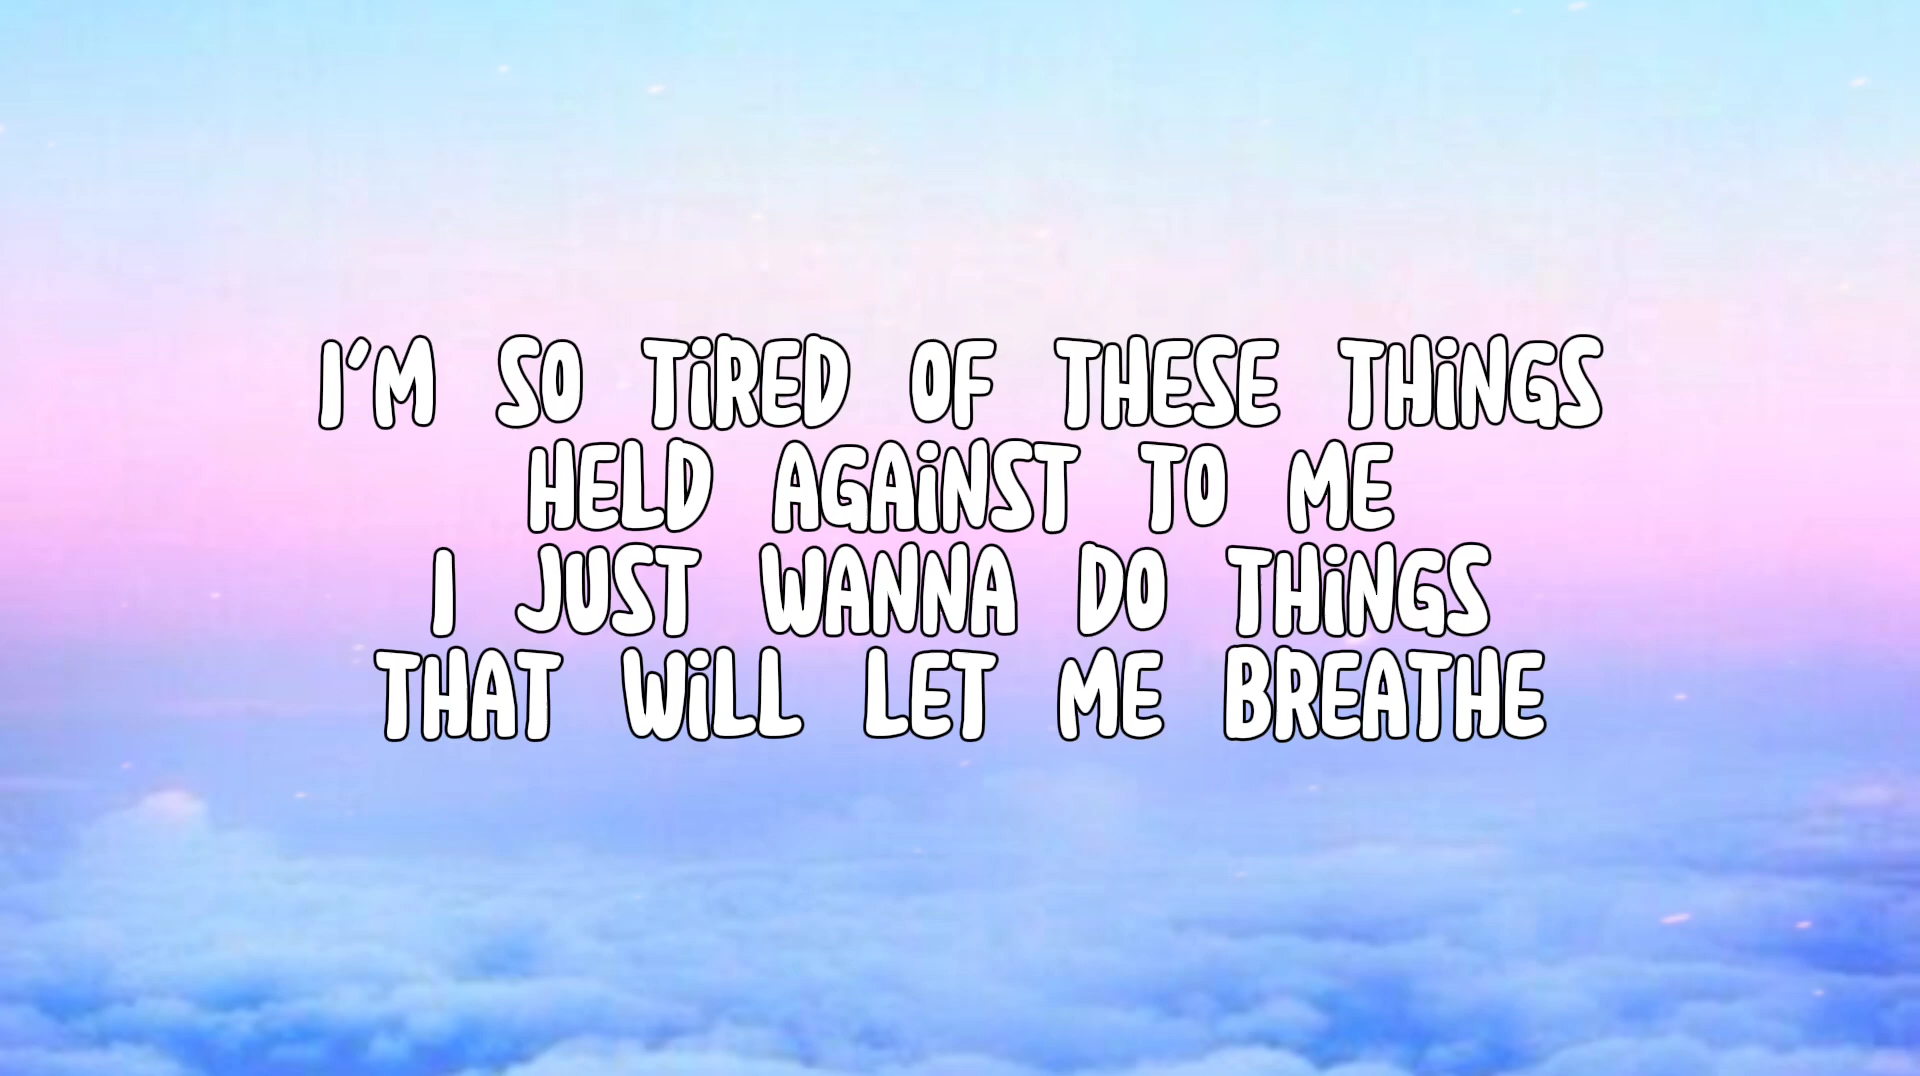 I'M SO TiRED OF THESE THiNGS
HELD AGAiNST TO ME
I JUST WANNA DO THiNGS
THAT WiLL LET ME BREATHE